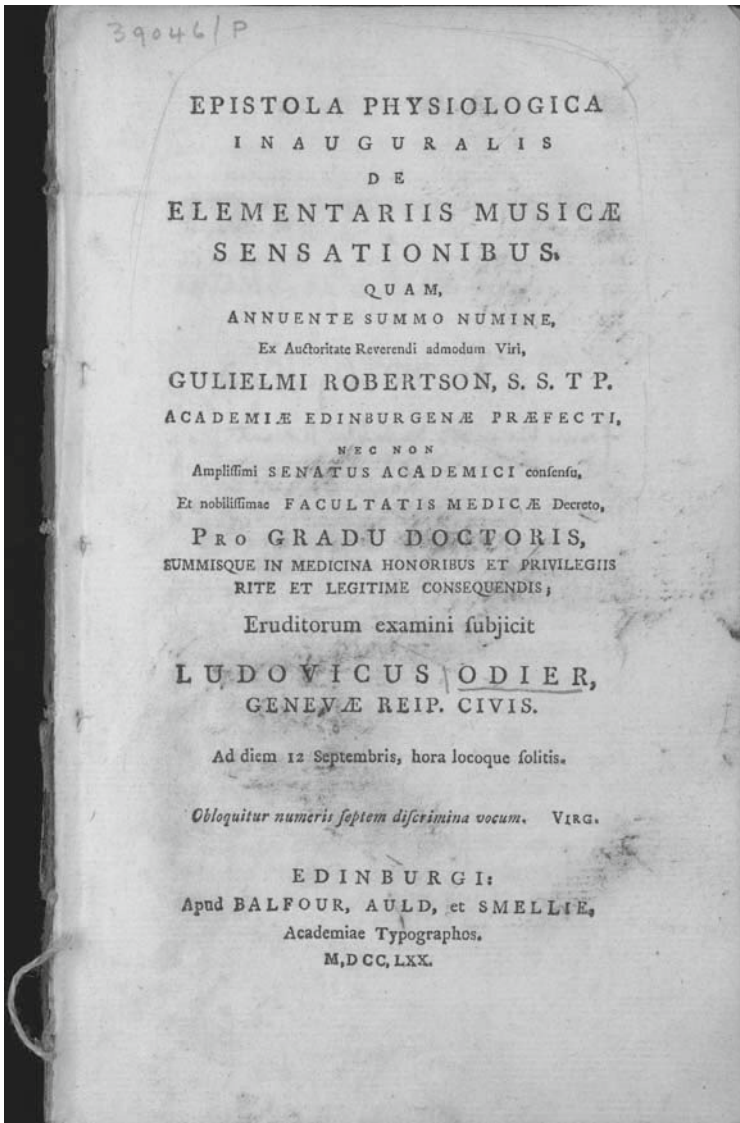 39046/P
EPISTOLA PHYSIOLOGICA
INAUGURALIS
DE
ELEMENTARIIS MUSICÆ
SENSATIONIBUS.
QUAM,
ANNUENTE SUMMO NUMINE,
Ex Auctoritate Reverendi admodum Viri,
GULIELMI ROBERTSON, S. S. T P.
ACADEMIÆ EDINBURGENÆ PRÆFECTI,
NEC NON
Ampliſſimi SENATUS ACADEMICI conſenſu,
Et nobiliſſimae FACULTATIS MEDICÆ Decreto,
PRO GRADU DOCTORIS,
SUMMISQUE IN MEDICINA HONORIBUS ET PRIVILEGIIS
RITE ET LEGITIME CONSEQUENDIS;
Eruditorum examini ſubjicit
LUDOVICUS ODIER,
GENEVÆ REIP. CIVIS.
Ad diem 12 Septembris, hora locoque ſolitis.
Obloquitur numeris ſeptem diſcrimina vocum. VIRG.
EDINBURGI:
Apud BALFOUR, AULD, et SMELLIE,
Academiae Typographos.
M,DCC,LXX.